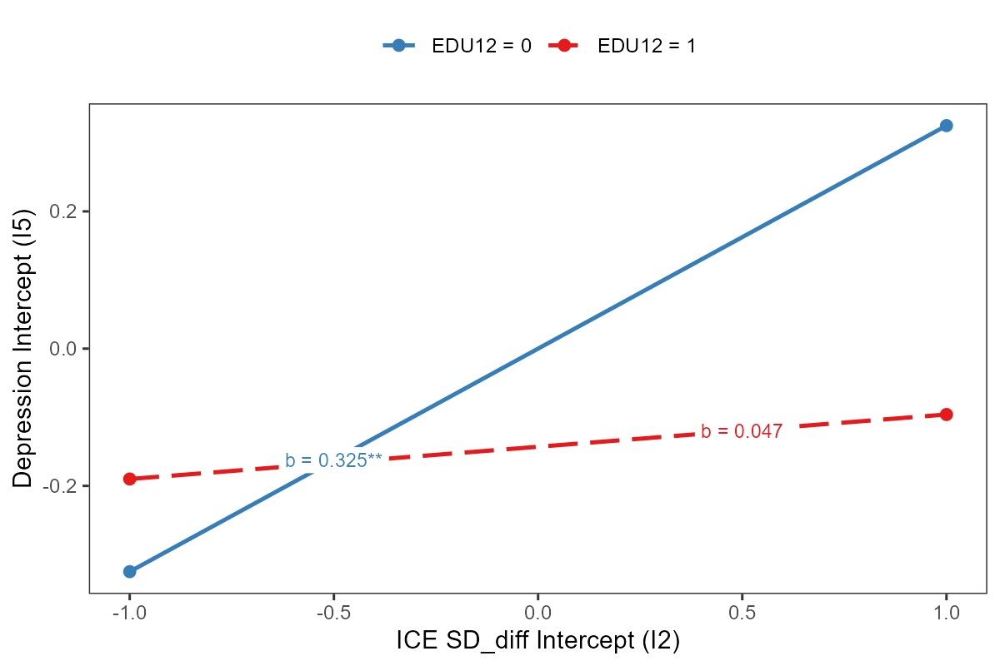 EDU12 = 0 EDU12 = 1
Depression Intercept (I5)
0.2
0.0
-0.2
b = 0.325**
b = 0.047
-1.0 -0.5 0.0 0.5 1.0
ICE SD_diff Intercept (I2)